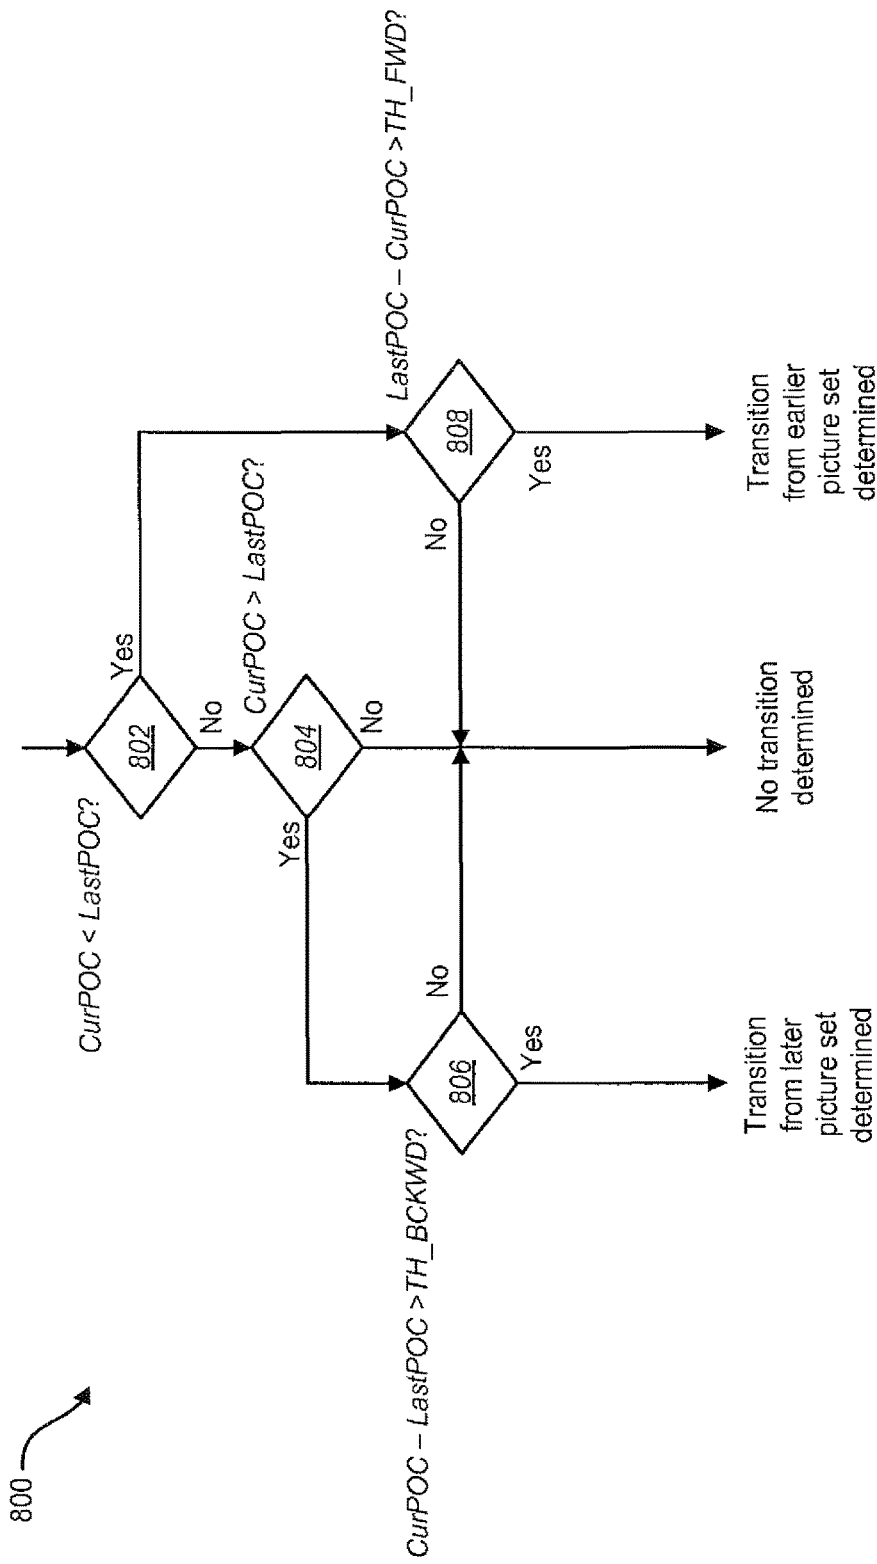 800
CurPOC < LastPOC?
802
Yes
No
CurPOC > LastPOC?
804
Yes
No
CurPOC – LastPOC >TH_BCKWD?
806
No
Yes
LastPOC – CurPOC >TH_FWD?
808
No
Yes
Transition
from later
picture set
determined
No transition
determined
Transition
from earlier
picture set
determined